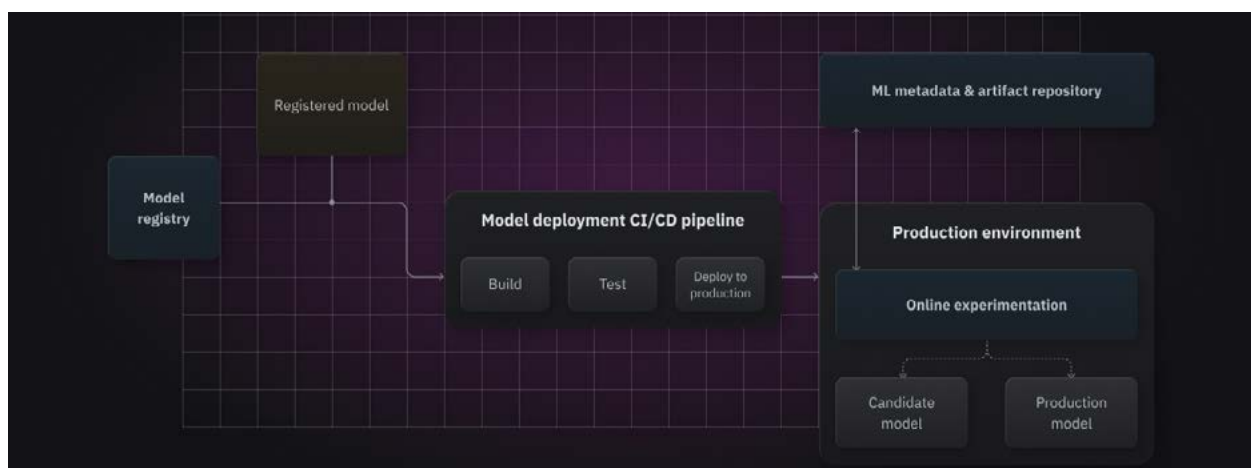 Registered model
ML metadata & artifact repository
Model
registry
Model deployment CI/CD pipeline
Build
Test
Deploy to
production
Production environment
Online experimentation
Candidate
model
Production
model